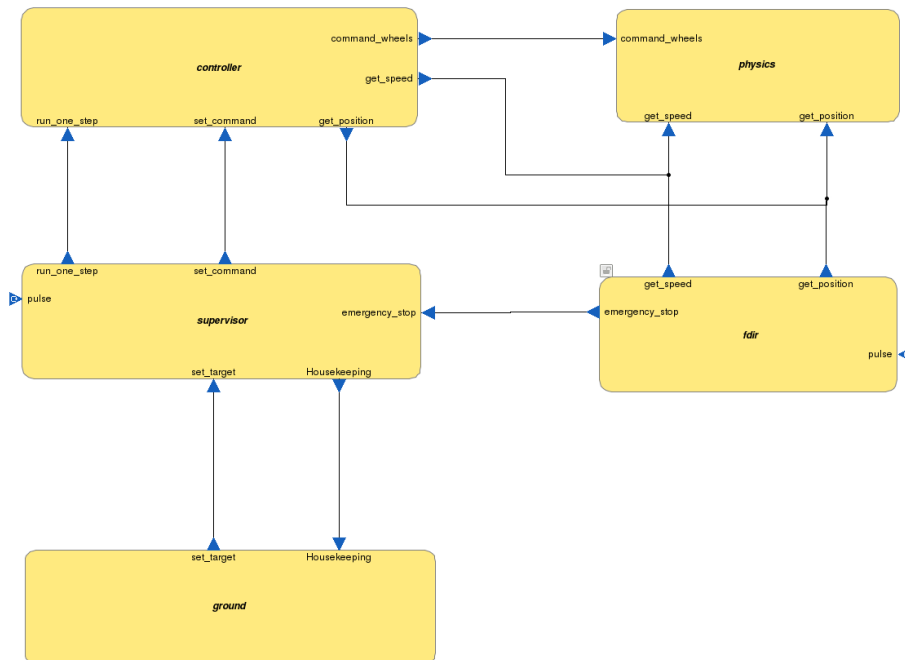 command_wheels
command_wheels
controller
physics
get_speed
run_one_step
set_command
get_position
get_speed
get_position
run_one_step
set_command
get_speed
get_position
pulse
supervisor
emergency_stop
emergency_stop
fdir
pulse
set_target
Housekeeping
set_target
Housekeeping
ground